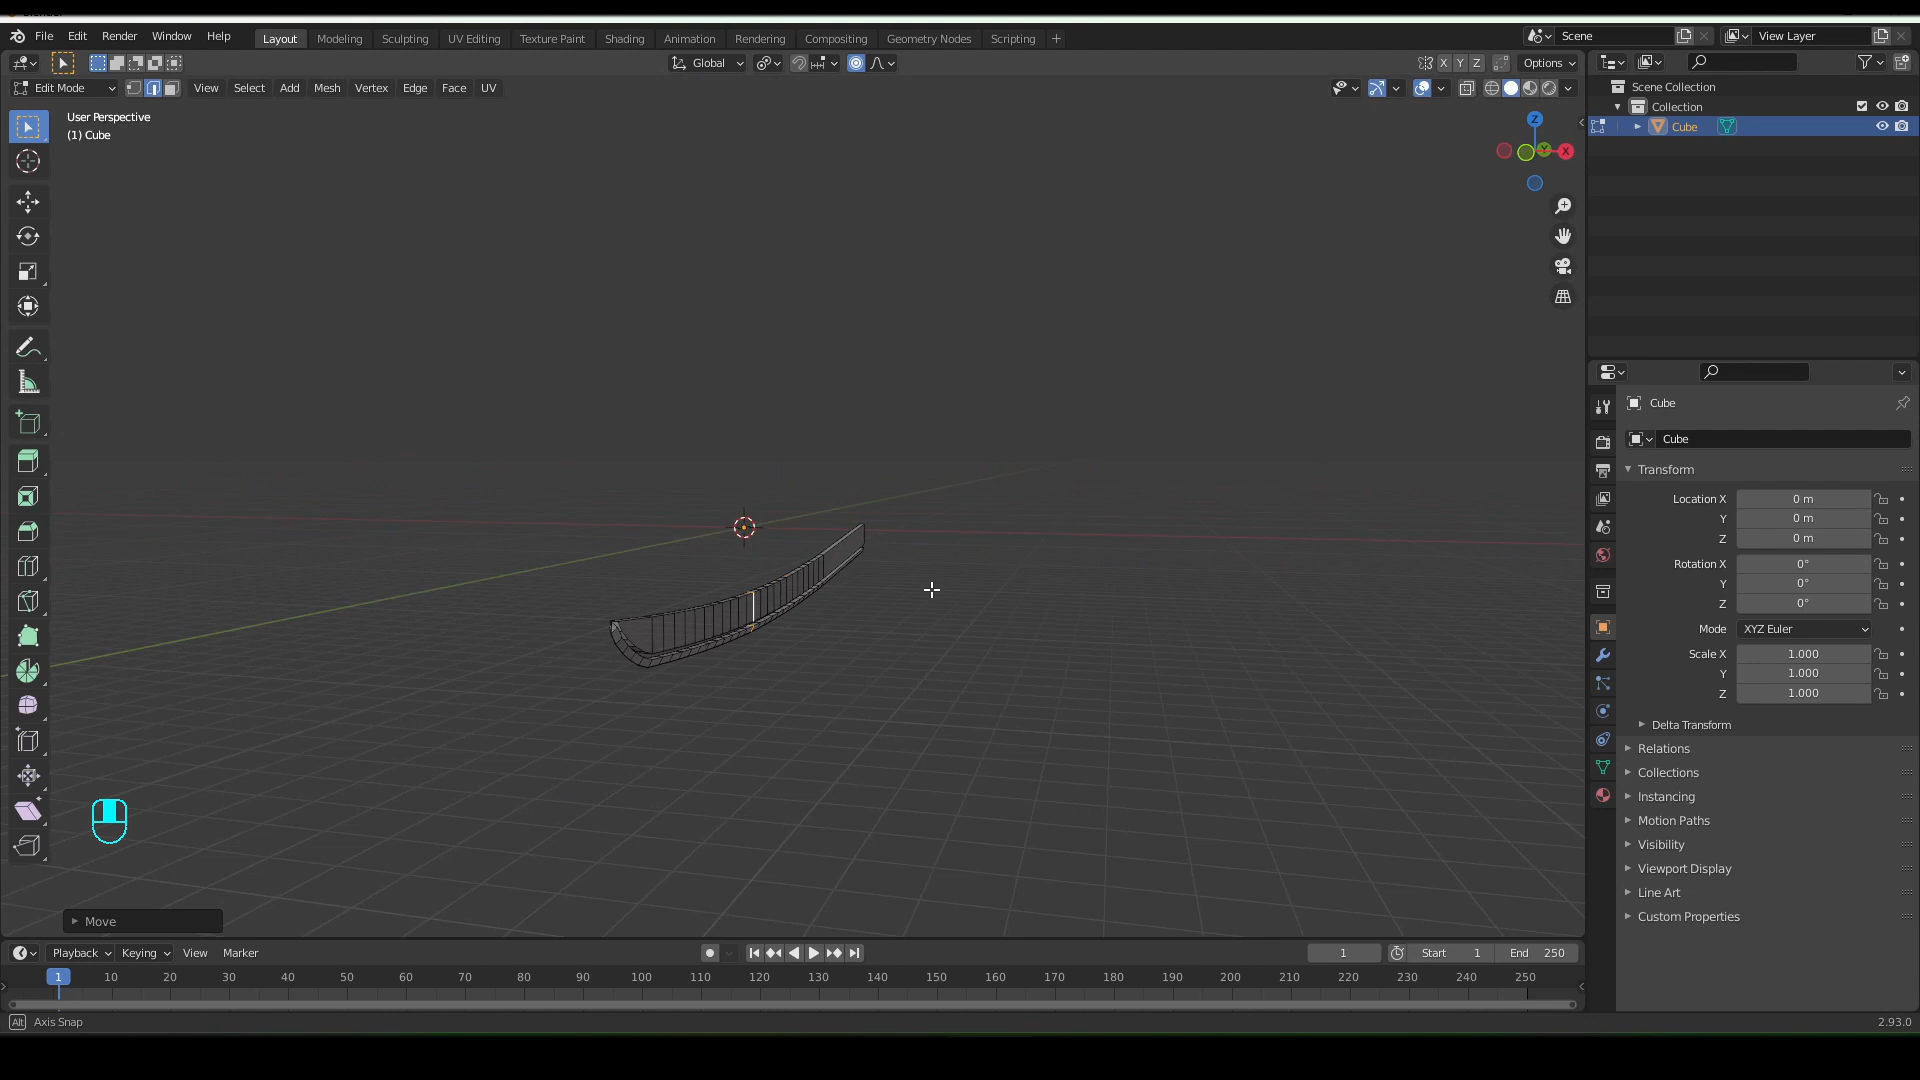 File Edit Render Window Help Layout Modeling Sculpting UV Editing Texture Paint Shading Animation Rendering Compositing Geometry Nodes Scripting + Scene View Layer
Global X Y Z Options
Edit Mode View Select Add Mesh Vertex Edge Face UV
Scene Collection
Collection
Cube
User Perspective
(1) Cube
Z
Y
X
Cube
Cube
Transform
Location X 0 m
Y 0 m
Z 0 m
Rotation X 0°
Y 0°
Z 0°
Mode XYZ Euler
Scale X 1.000
Y 1.000
Z 1.000
Delta Transform
Relations
Collections
Instancing
Motion Paths
Visibility
Viewport Display
Line Art
Custom Properties
Move
Playback Keying View Marker 1 Start 1 End 250
1 10 20 30 40 50 60 70 80 90 100 110 120 130 140 150 160 170 180 190 200 210 220 230 240 250
Alt Axis Snap 2.93.0